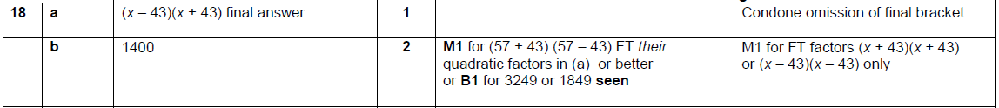 18 a (x – 43)(x + 43) final answer 1 Condone omission of final bracket
b 1400 2 M1 for (57 + 43) (57 – 43) FT their
quadratic factors in (a)  or better
or B1 for 3249 or 1849 seen
M1 for FT factors (x + 43)(x + 43)
or (x – 43)(x – 43) only